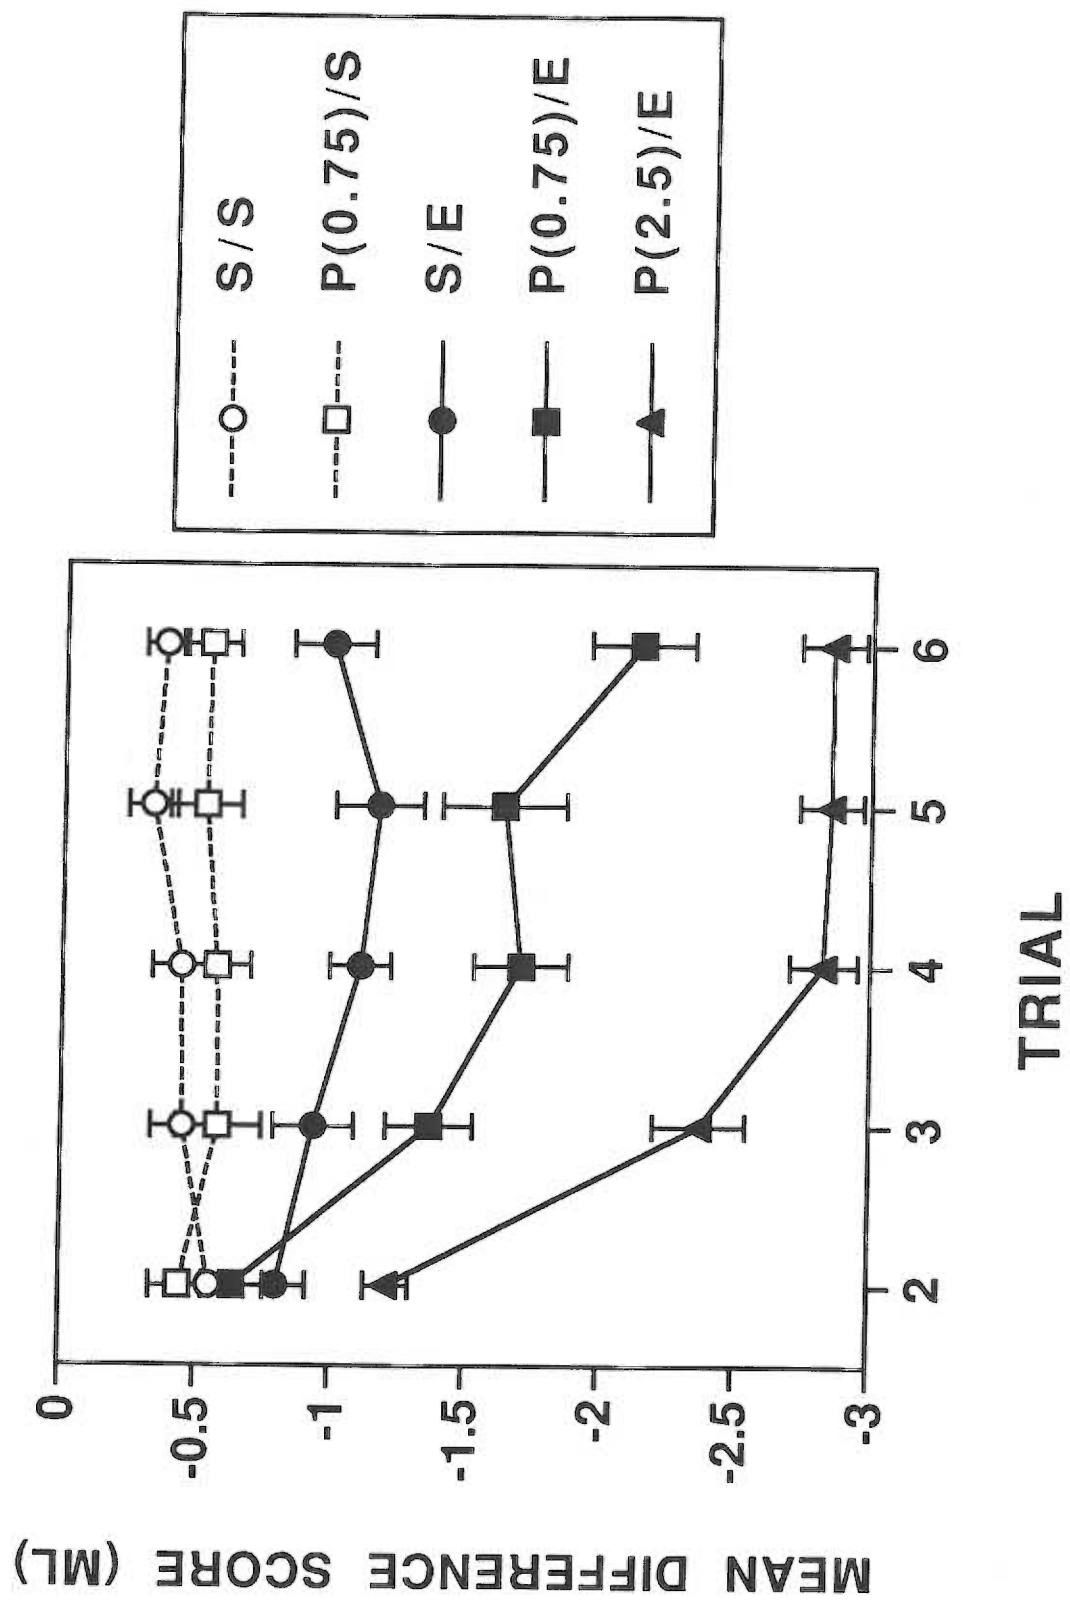 MEAN DIFFERENCE SCORE (ML)
0
-0.5
-1
-1.5
-2
-2.5
-3
2
3
4
5
6
TRIAL
S/S
P(0.75)/S
S/E
P(0.75)/E
P(2.5)/E